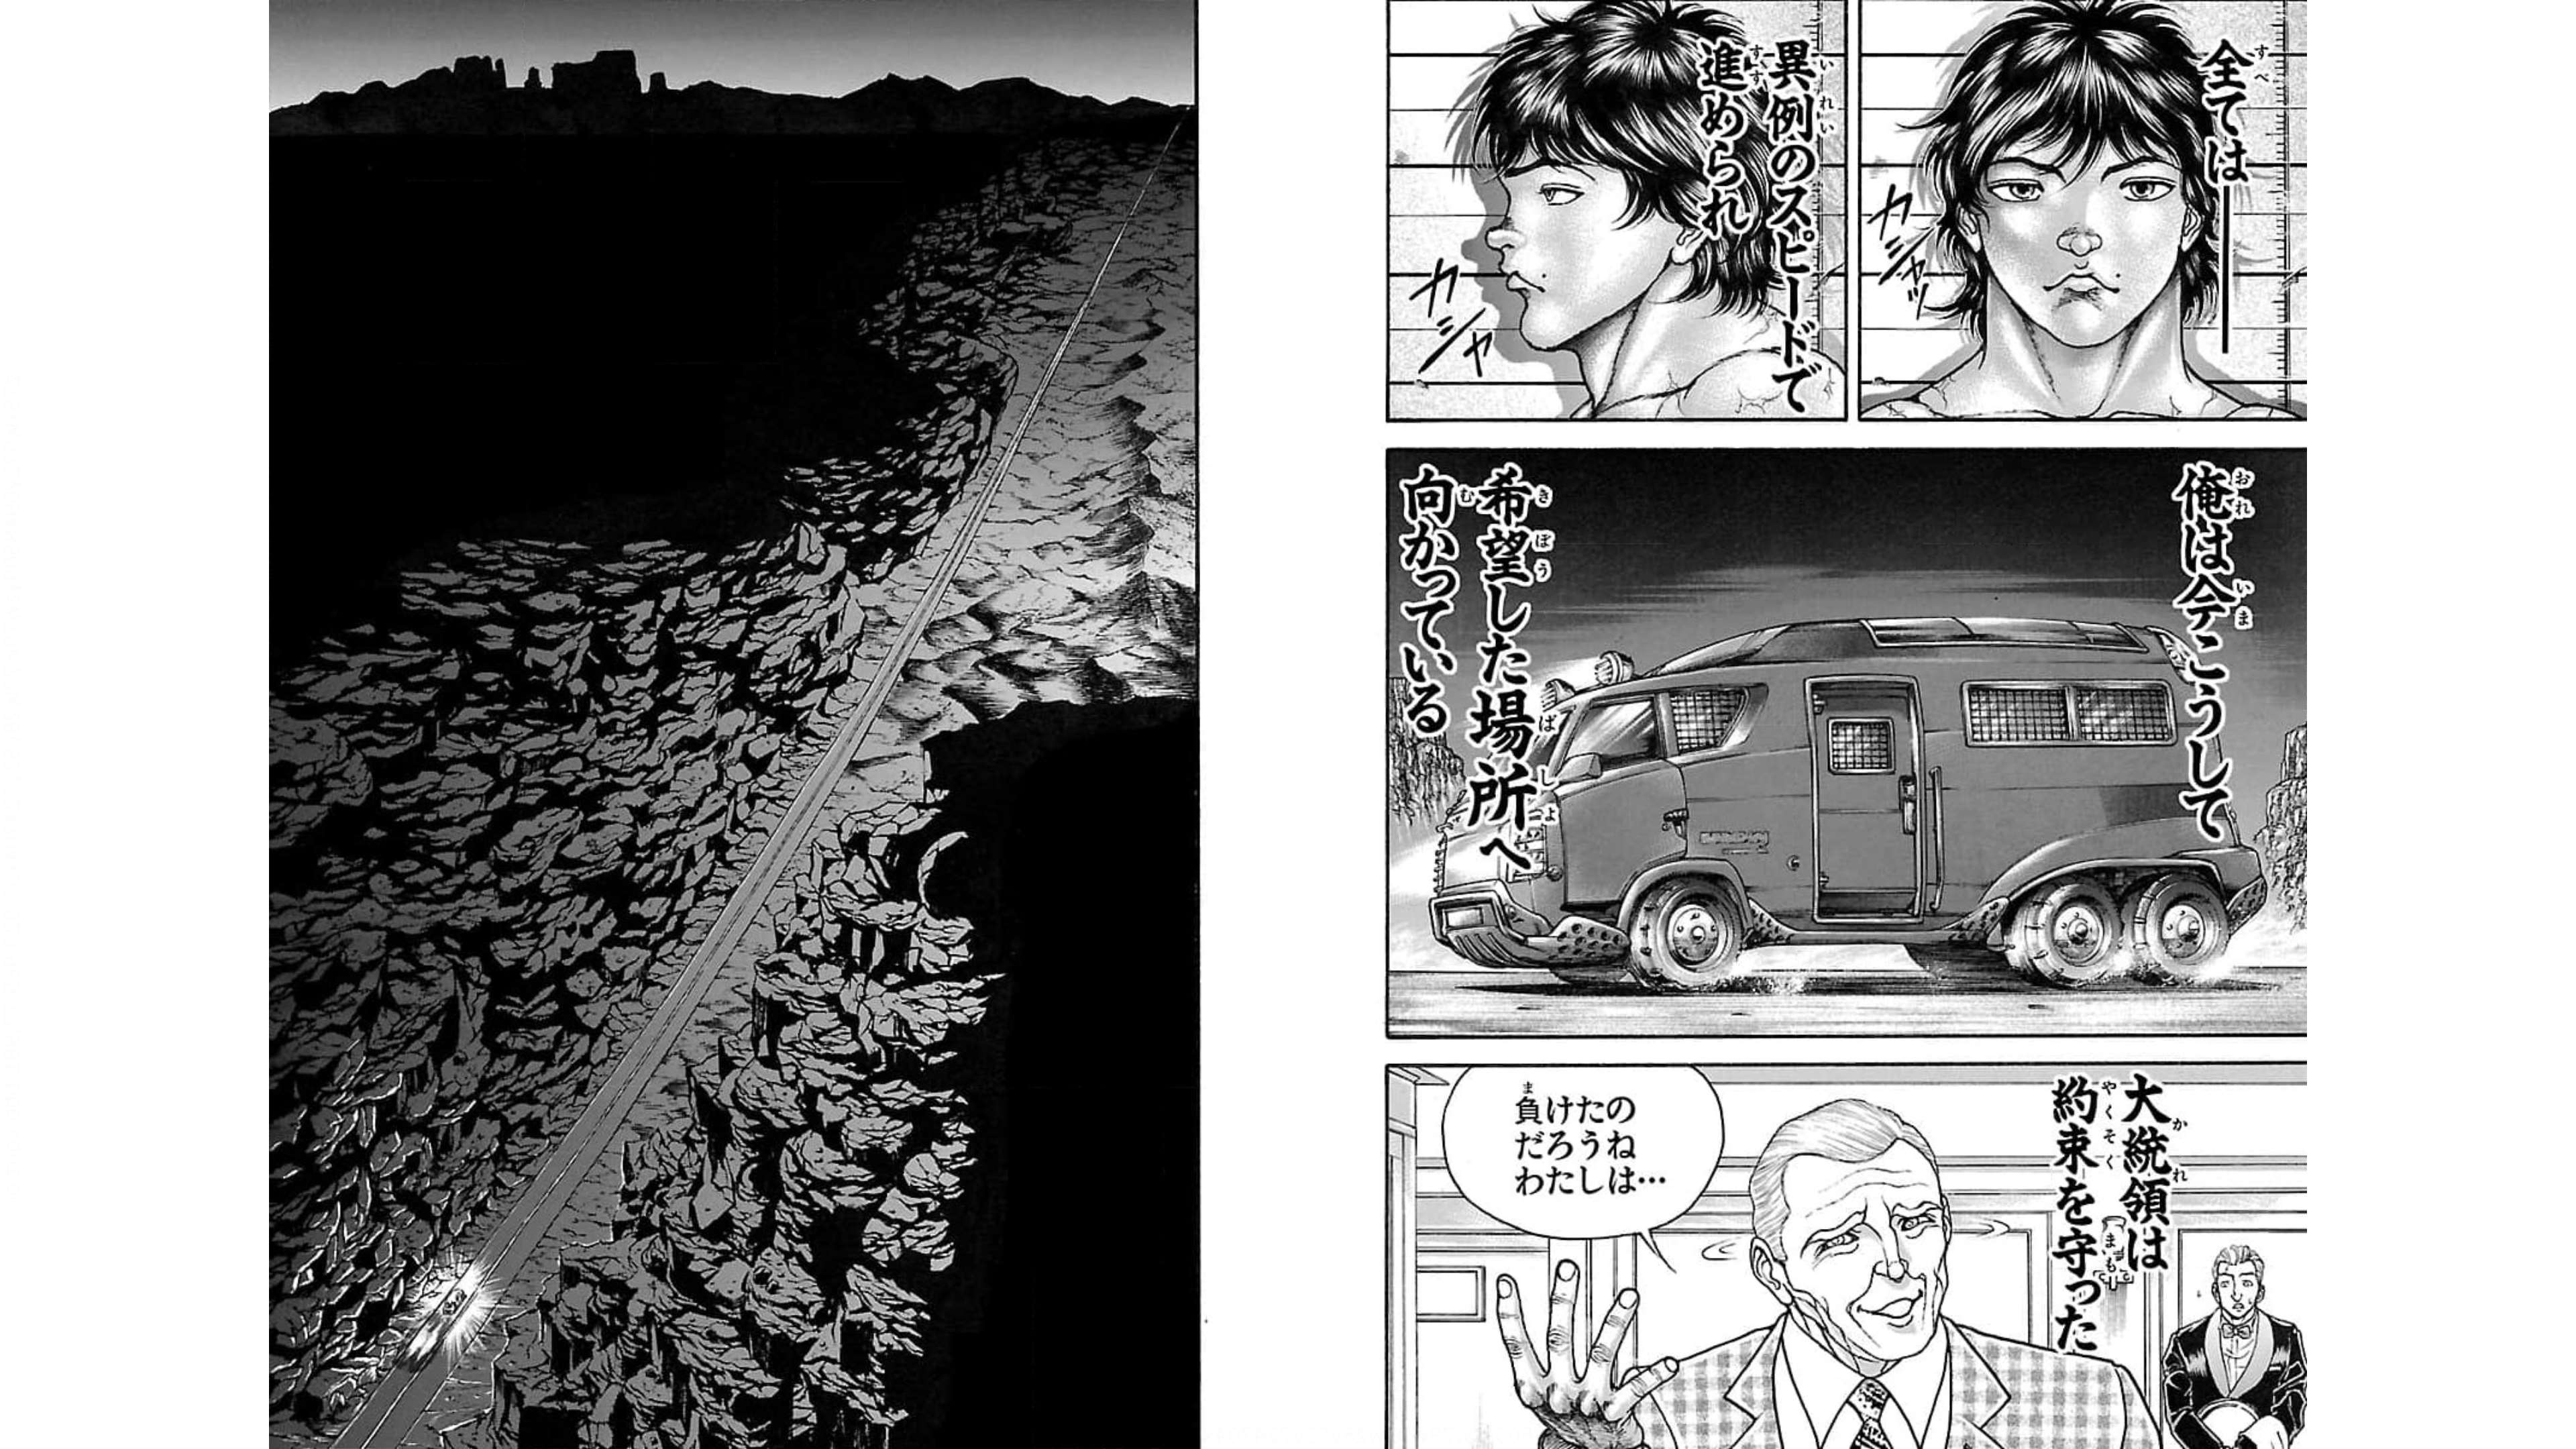 全ては――
カシャッ
異例のスピードで
進められ
カシャ
俺は今こうして
希望した場所へ
向かっている
大統領は
約束を守った
負けたの
だろうね
わたしは…